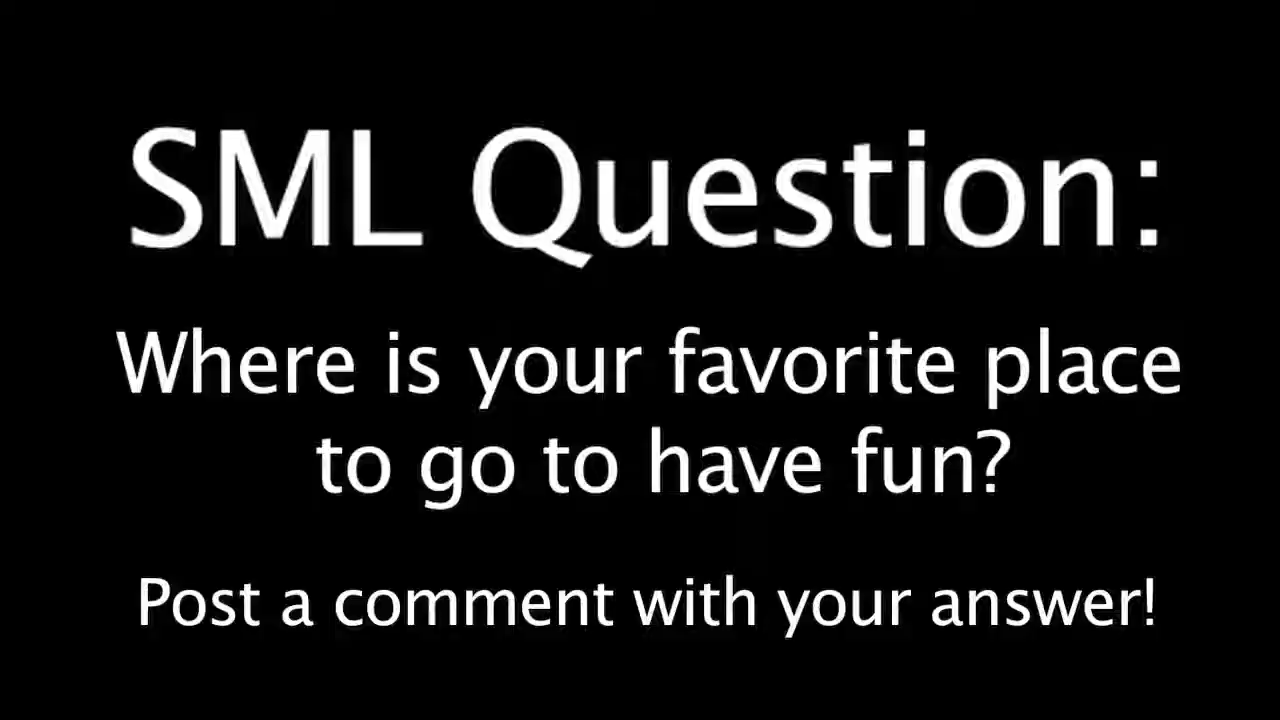 SML Question:
Where is your favorite place
to go to have fun?
Post a comment with your answer!